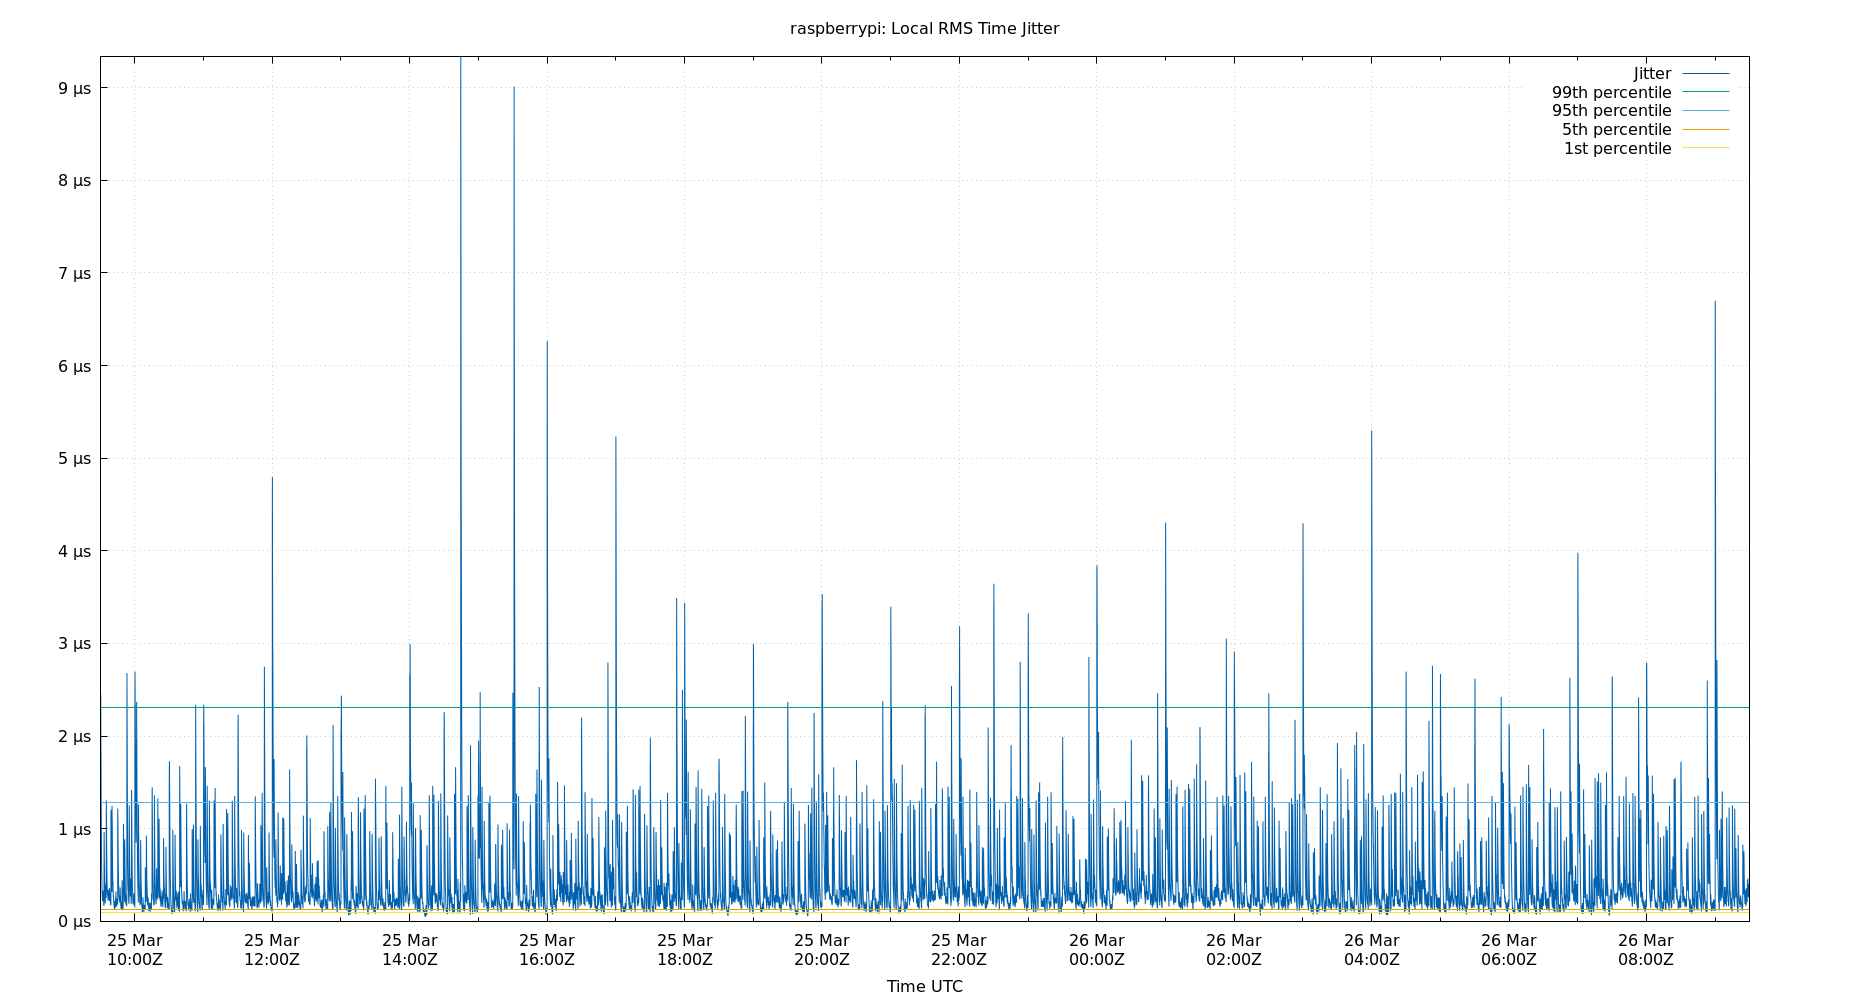 raspberrypi: Local RMS Time Jitter
Jitter
99th percentile
95th percentile
5th percentile
1st percentile
9 µs
8 µs
7 µs
6 µs
5 µs
4 µs
3 µs
2 µs
1 µs
0 µs
25 Mar 25 Mar 25 Mar 25 Mar 25 Mar 25 Mar 25 Mar 26 Mar 26 Mar 26 Mar 26 Mar 26 Mar
10:00Z 12:00Z 14:00Z 16:00Z 18:00Z 20:00Z 22:00Z 00:00Z 02:00Z 04:00Z 06:00Z 08:00Z
Time UTC